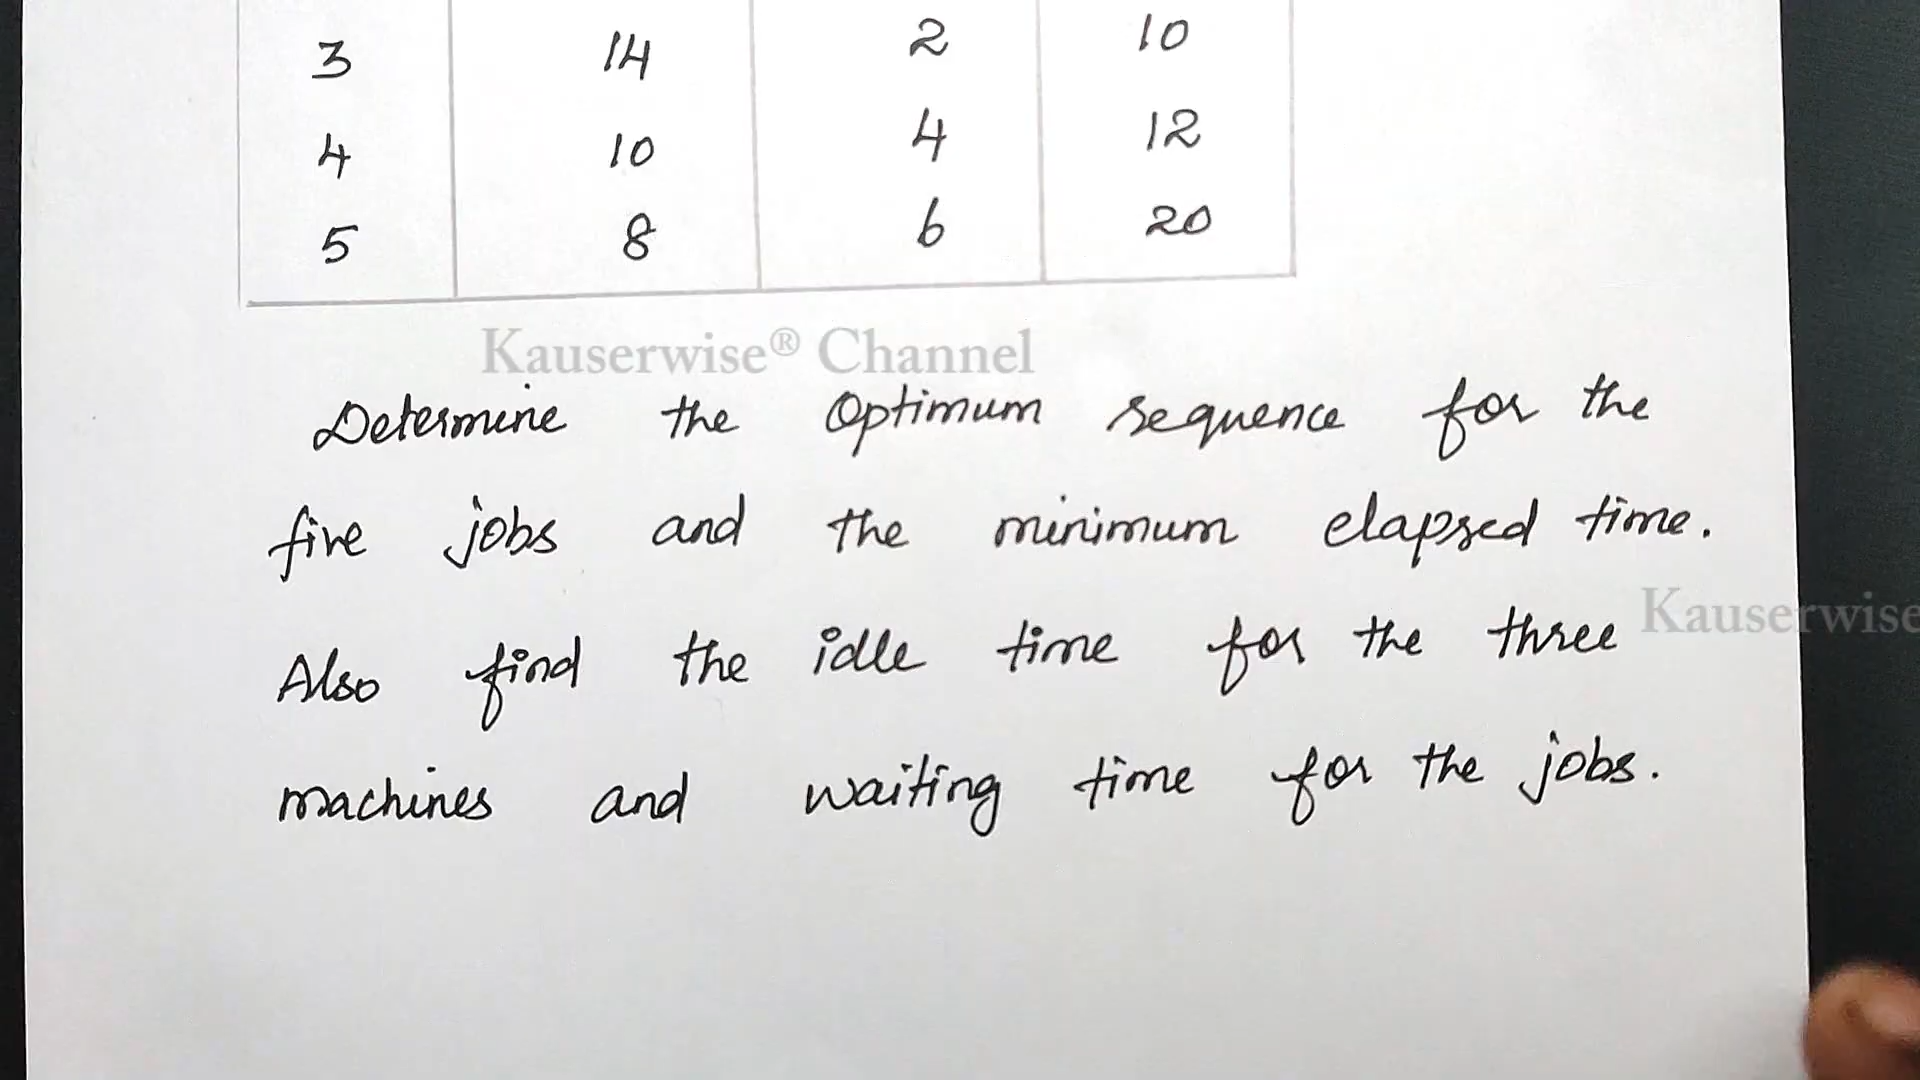 3 14 2 10
4 10 4 12
5 8 6 20
Kauserwise® Channel
Determine the Optimum sequence for the
five jobs and the minimum elapsed time.
Kauserwise
Also find the idle time for the three
machines and waiting time for the jobs.